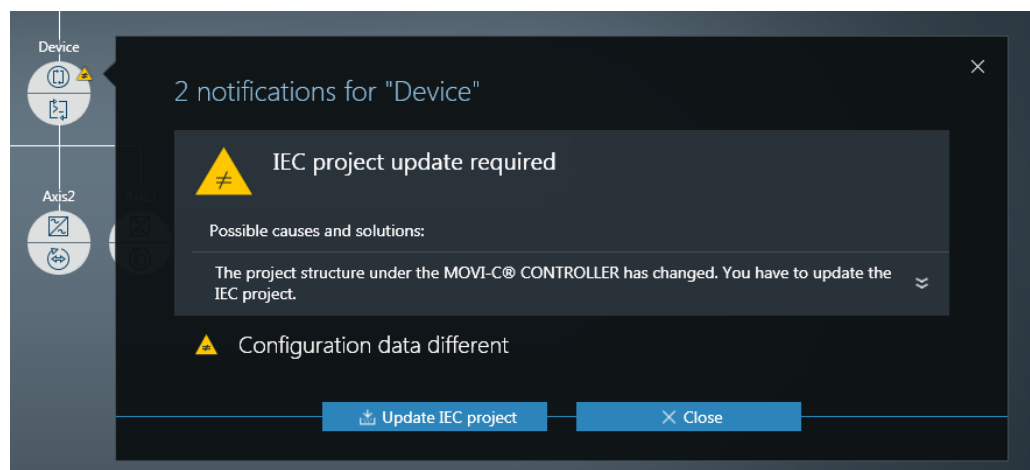 Device
2 notifications for "Device"
IEC project update required
Axis2
Possible causes and solutions:
The project structure under the MOVI-C® CONTROLLER has changed. You have to update the
IEC project.
Configuration data different
Update IEC project
Close